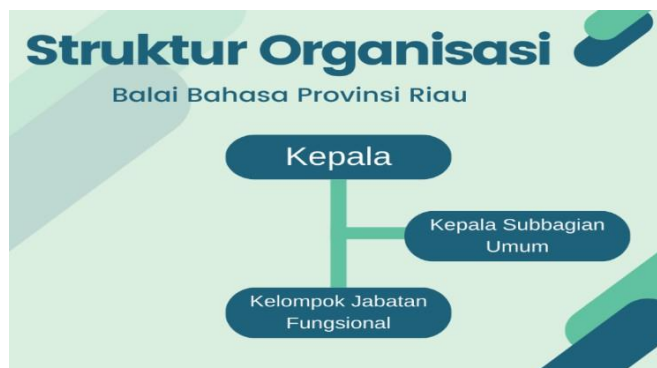 Struktur Organisasi
Balai Bahasa Provinsi Riau
Kepala
Kepala Subbagian
Umum
Kelompok Jabatan
Fungsional